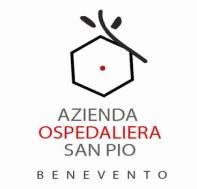 AZIENDA
OSPEDALIERA
SAN PIO
BENEVENTO